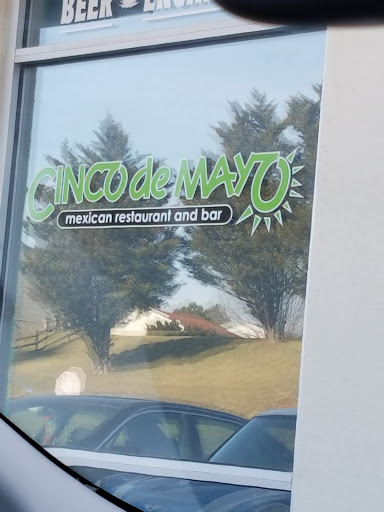 BEER
CINCO de MAYO
mexican restaurant and bar